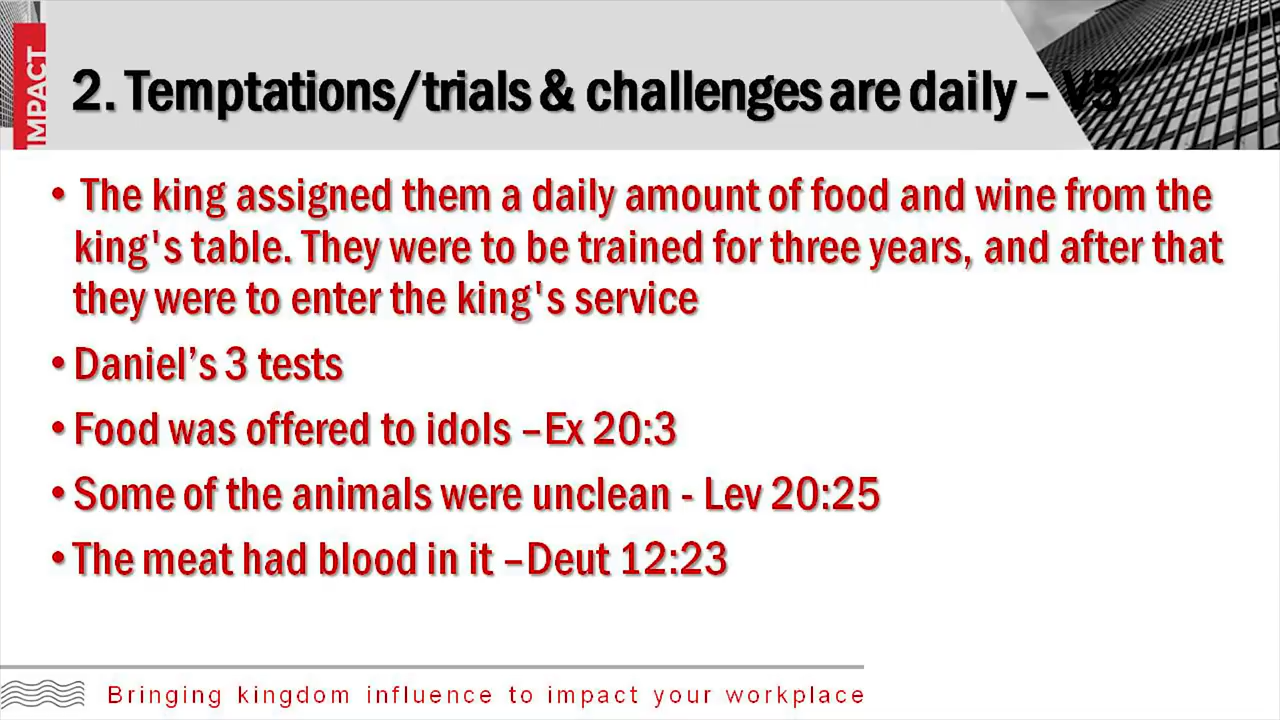 IMPACT
2. Temptations/trials & challenges are daily – V5
• The king assigned them a daily amount of food and wine from the
king's table. They were to be trained for three years, and after that
they were to enter the king's service
• Daniel’s 3 tests
• Food was offered to idols –Ex 20:3
• Some of the animals were unclean - Lev 20:25
• The meat had blood in it –Deut 12:23
Bringing kingdom influence to impact your workplace